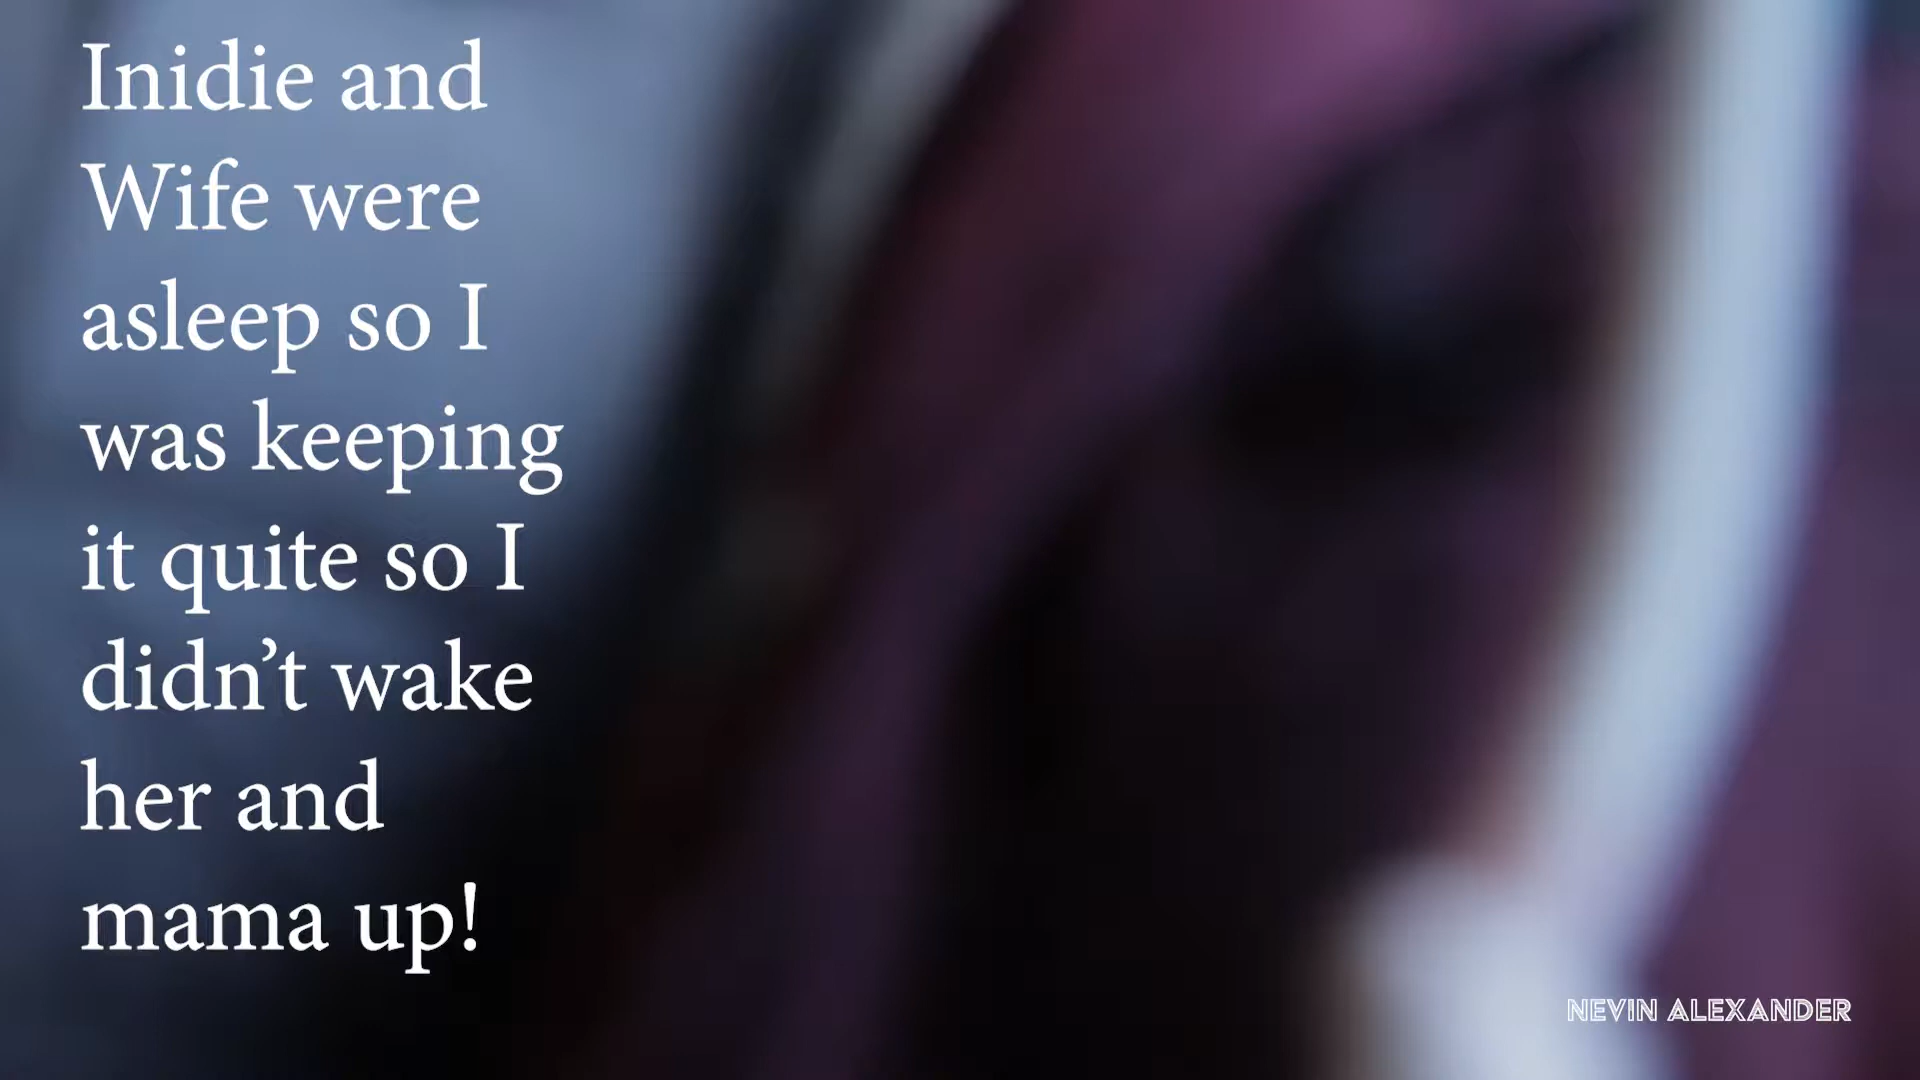 Inidie and
Wife were
asleep so I
was keeping
it quite so I
didn’t wake
her and
mama up!
NEVIN ALEXANDER